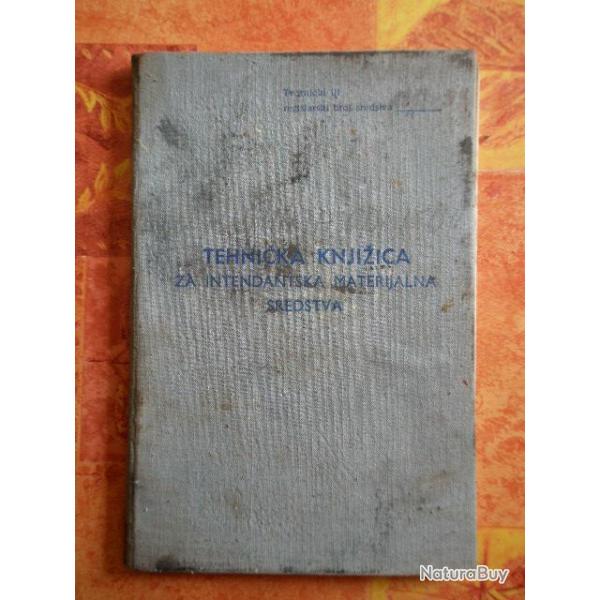 Tvornički ili
registarski broj sredstva
TEHNIČKA KNJIŽICA
ZA INTENDANTSKA MATERIJALNA
SREDSTVA
NaturaBuy